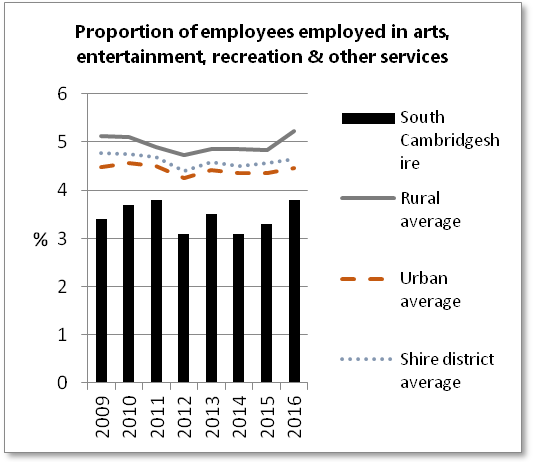 Proportion of employees employed in arts,
entertainment, recreation & other services
6
5
4
3
2
1
0
%
2009
2010
2011
2012
2013
2014
2015
2016
South
Cambridgesh
ire
Rural
average
Urban
average
Shire district
average